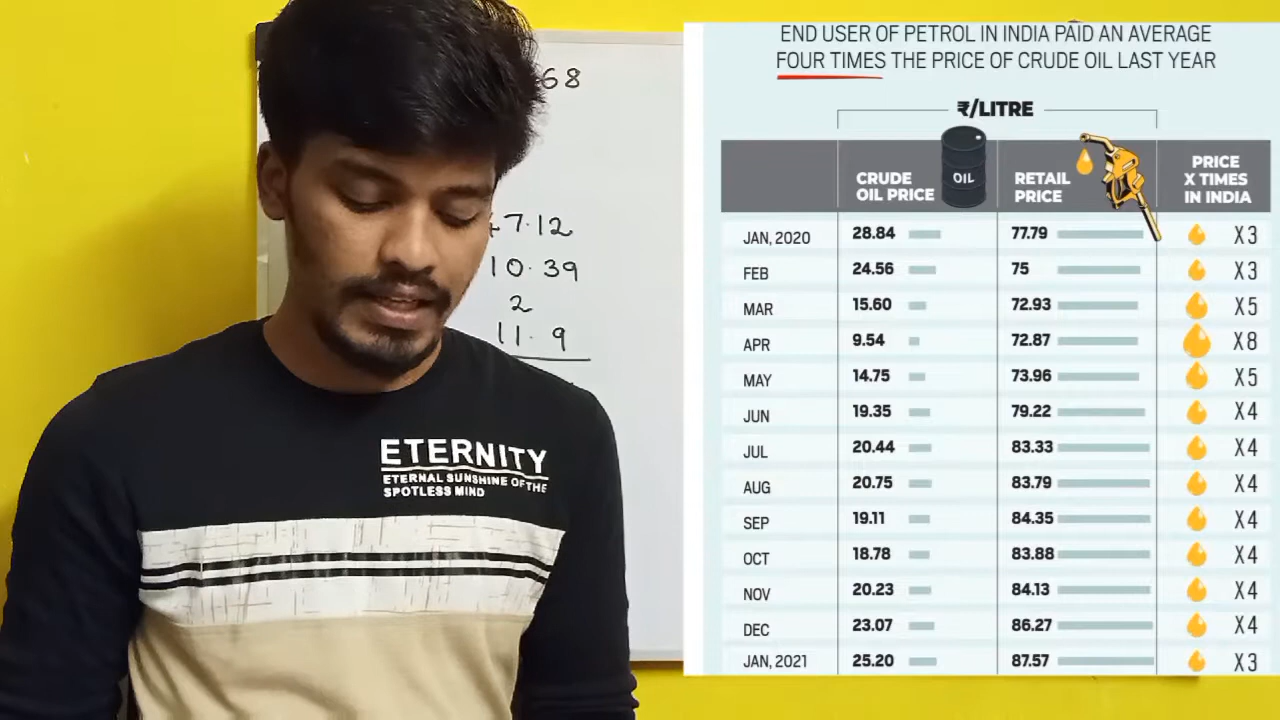 68
47.12
10.39
2
11.9
ETERNITY
ETERNAL SUNSHINE OF THE
SPOTLESS MIND
END USER OF PETROL IN INDIA PAID AN AVERAGE
FOUR TIMES THE PRICE OF CRUDE OIL LAST YEAR
₹/LITRE
CRUDE OIL PRICE OIL RETAIL PRICE PRICE X TIMES IN INDIA
JAN, 2020 28.84 77.79 X3
FEB 24.56 75 X3
MAR 15.60 72.93 X5
APR 9.54 72.87 X8
MAY 14.75 73.96 X5
JUN 19.35 79.22 X4
JUL 20.44 83.33 X4
AUG 20.75 83.79 X4
SEP 19.11 84.35 X4
OCT 18.78 83.88 X4
NOV 20.23 84.13 X4
DEC 23.07 86.27 X4
JAN, 2021 25.20 87.57 X3